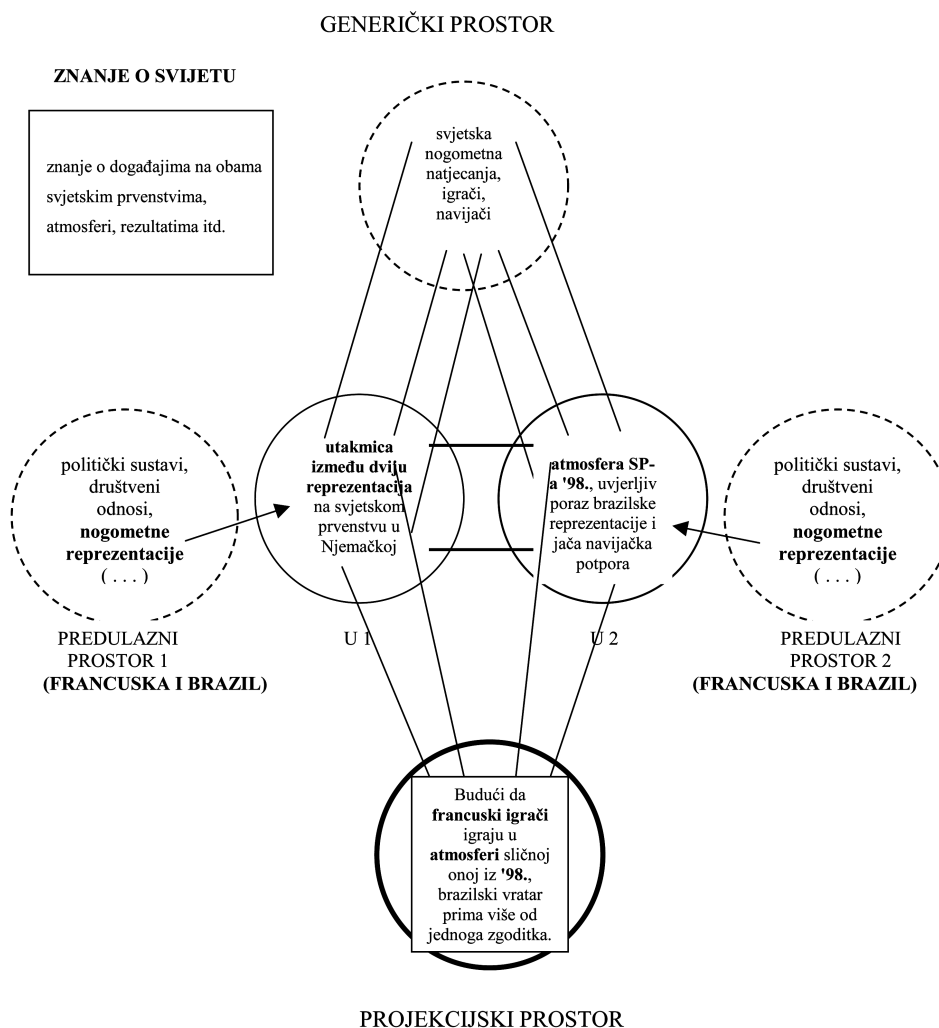 GENERIČKI PROSTOR
ZNANJE O SVIJETU
znanje o događajima na obama
svjetskim prvenstvima,
atmosferi, rezultatima itd.
svjetska
nogometna
natjecanja,
igrači,
navijači
politički sustavi,
društveni
odnosi,
nogometne
reprezentacije
( . . . )
PREDULAZNI
PROSTOR 1
(FRANCUSKA I BRAZIL)
utakmica
između dviju
reprezentacija
na svjetskom
prvenstvu u
Njemačkoj
U 1
atmosfera SP-
a '98., uvjerljiv
poraz brazilske
reprezentacije i
jača navijačka
potpora
U 2
politički sustavi,
društveni
odnosi,
nogometne
reprezentacije
( . . . )
PREDULAZNI
PROSTOR 2
(FRANCUSKA I BRAZIL)
Budući da
francuski igrači
igraju u
atmosferi sličnoj
onoj iz '98.,
brazilski vratar
prima više od
jednoga zgoditka.
PROJEKCIJSKI PROSTOR